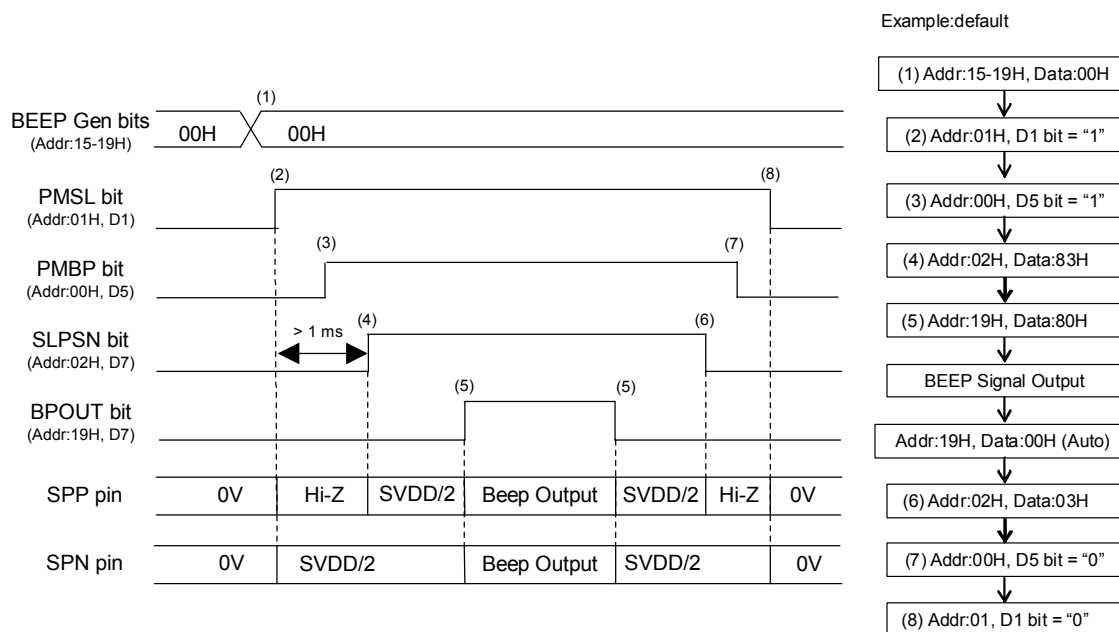 Example:default
(1) Addr:15-19H, Data:00H
(2) Addr:01H, D1 bit = “1”
(3) Addr:00H, D5 bit = “1”
(4) Addr:02H, Data:83H
(5) Addr:19H, Data:80H
BEEP Signal Output
Addr:19H, Data:00H (Auto)
(6) Addr:02H, Data:03H
(7) Addr:00H, D5 bit = “0”
(8) Addr:01, D1 bit = “0”
(1)
BEEP Gen bits
(Addr:15-19H)
00H 00H
(2) (8)
PMSL bit
(Addr:01H, D1)
(3) (7)
PMBP bit
(Addr:00H, D5)
> 1 ms (4) (6)
SLPSN bit
(Addr:02H, D7)
(5) (5)
BPOUT bit
(Addr:19H, D7)
SPP pin 0V Hi-Z SVDD/2 Beep Output SVDD/2 Hi-Z 0V
SPN pin 0V SVDD/2 Beep Output SVDD/2 0V